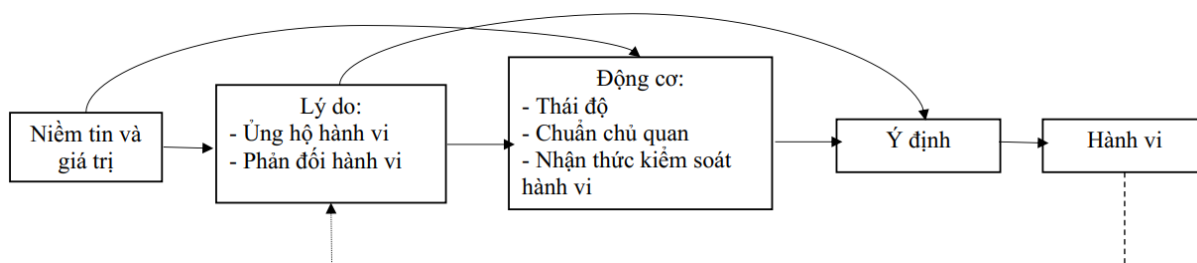 Niềm tin và
giá trị
Lý do:
- Ủng hộ hành vi
- Phản đối hành vi
Động cơ:
- Thái độ
- Chuẩn chủ quan
- Nhận thức kiểm soát
hành vi
Ý định
Hành vi